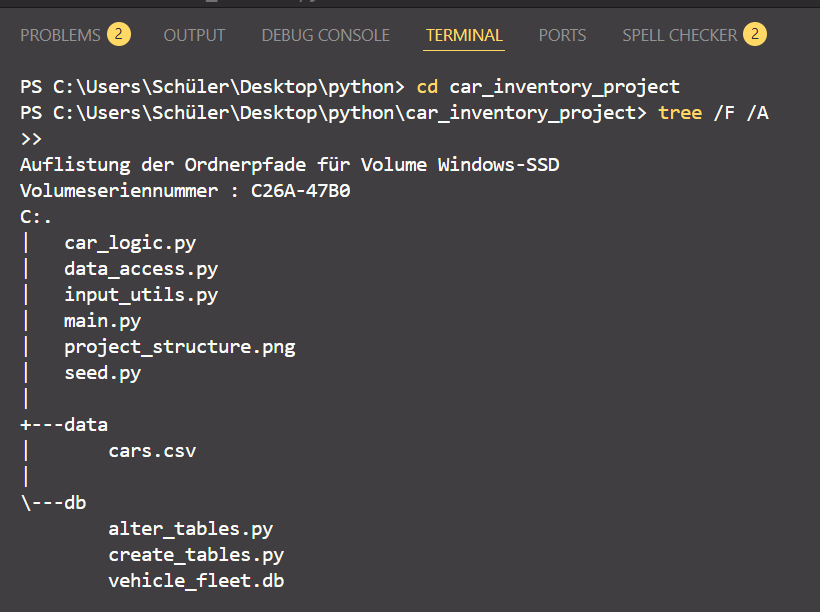 PROBLEMS 2 OUTPUT DEBUG CONSOLE TERMINAL PORTS SPELL CHECKER 2
PS C:\Users\Schüler\Desktop\python> cd car_inventory_project
PS C:\Users\Schüler\Desktop\python\car_inventory_project> tree /F /A
>>
Auflistung der Ordnerpfade für Volume Windows-SSD
Volumeseriennummer : C26A-47B0
C:.
|   car_logic.py
|   data_access.py
|   input_utils.py
|   main.py
|   project_structure.png
|   seed.py
|
+---data
|       cars.csv
|
\---db
        alter_tables.py
        create_tables.py
        vehicle_fleet.db